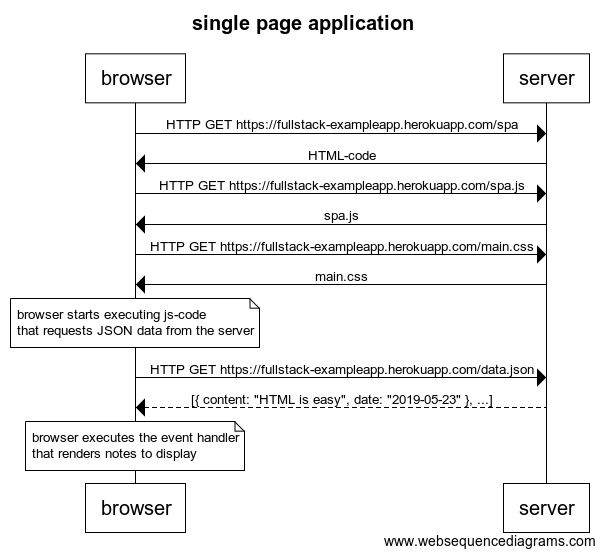 single page application
browser
server
HTTP GET https://fullstack-exampleapp.herokuapp.com/spa
HTML-code
HTTP GET https://fullstack-exampleapp.herokuapp.com/spa.js
spa.js
HTTP GET https://fullstack-exampleapp.herokuapp.com/main.css
main.css
browser starts executing js-code
that requests JSON data from the server
HTTP GET https://fullstack-exampleapp.herokuapp.com/data.json
[{ content: "HTML is easy", date: "2019-05-23" }, ...]
browser executes the event handler
that renders notes to display
browser
server
www.websequencediagrams.com